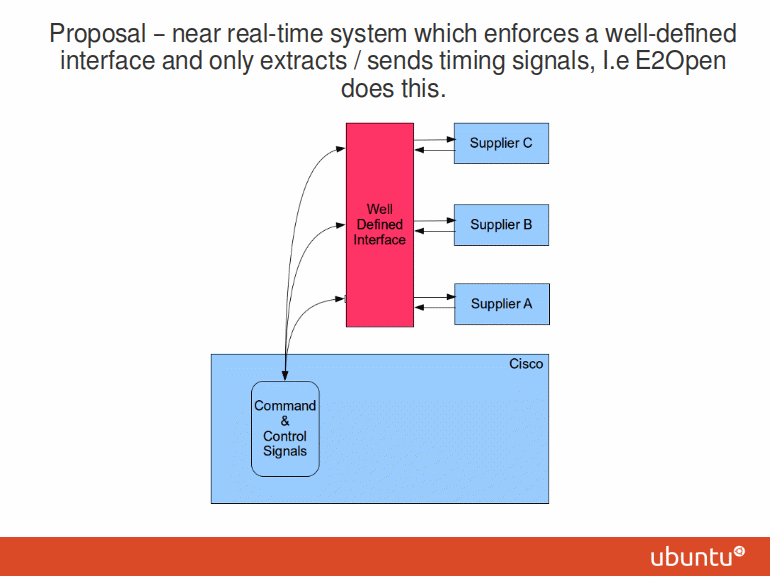 Proposal – near real-time system which enforces a well-defined
interface and only extracts / sends timing signals, I.e E2Open
does this.
Supplier C
Well
Defined
Interface
Supplier B
Supplier A
Cisco
Command
&
Control
Signals
ubuntu